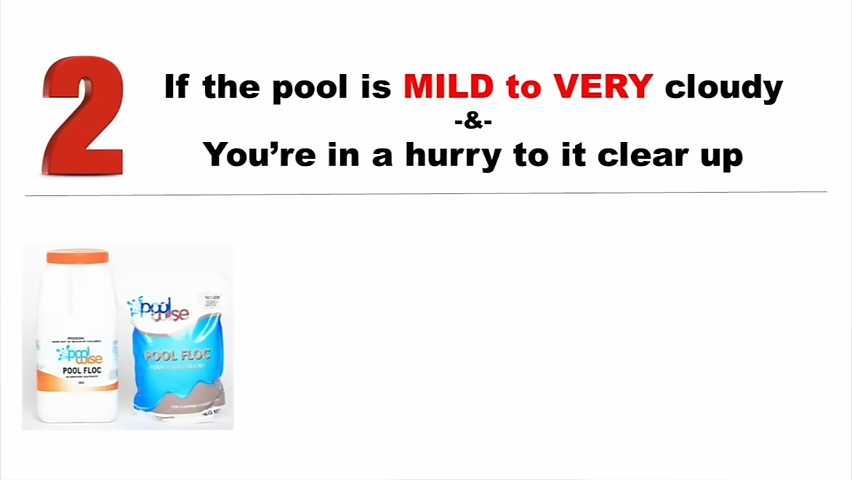 2
If the pool is MILD to VERY cloudy
-&-
You’re in a hurry to it clear up
POISON
pool
wise
POOL FLOC
pool
wise
POOL FLOC